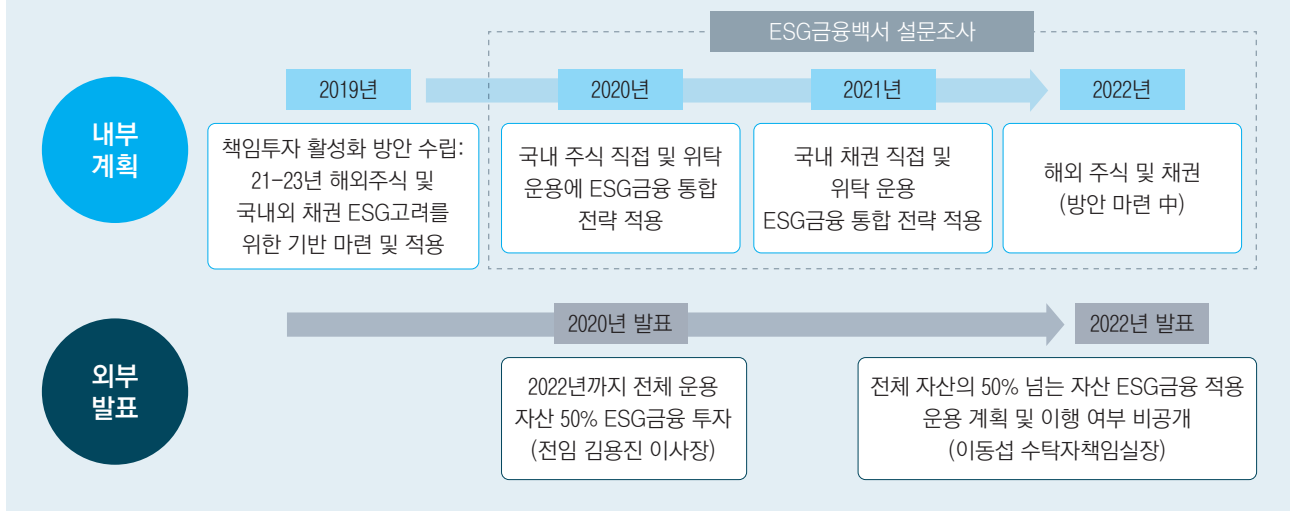 ESG금융백서 설문조사
내부
계획
2019년
2020년
2021년
2022년
책임투자 활성화 방안 수립:
21-23년 해외주식 및
국내외 채권 ESG고려를
위한 기반 마련 및 적용
국내 주식 직접 및 위탁
운용에 ESG금융 통합
전략 적용
국내 채권 직접 및
위탁 운용
ESG금융 통합 전략 적용
해외 주식 및 채권
(방안 마련 中)
외부
발표
2020년 발표
2022년 발표
2022년까지 전체 운용
자산 50% ESG금융 투자
(전임 김용진 이사장)
전체 자산의 50% 넘는 자산 ESG금융 적용
운용 계획 및 이행 여부 비공개
(이동섭 수탁자책임실장)